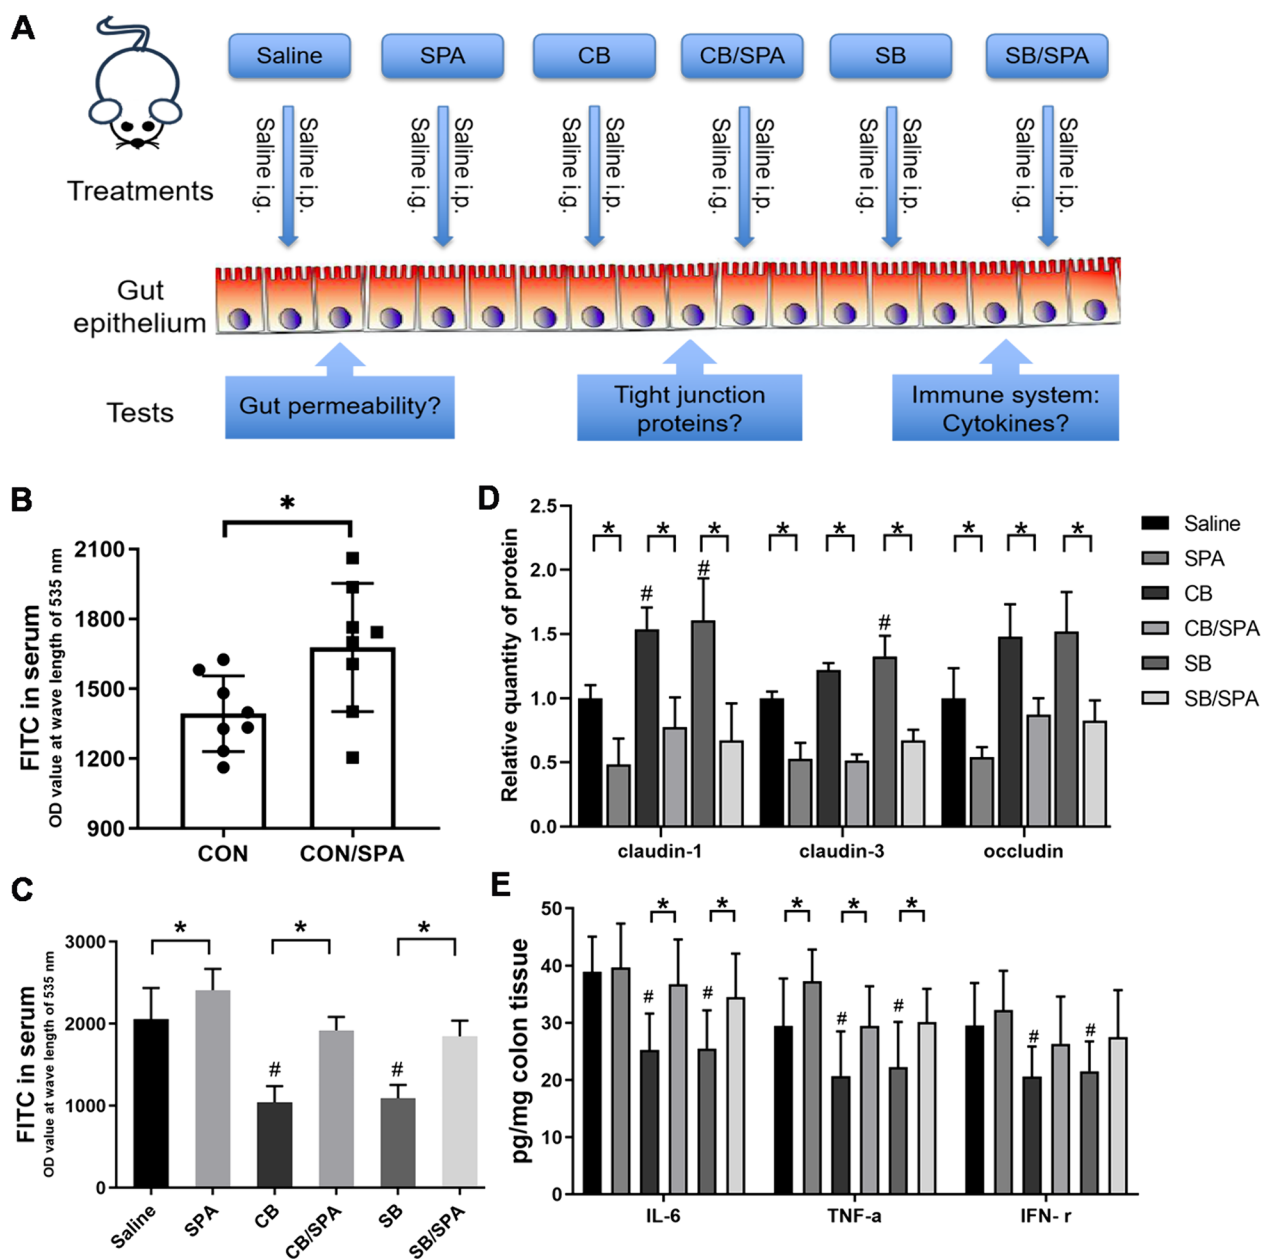 A
Saline SPA CB CB/SPA SB SB/SPA
Saline i.g. Saline i.p. Saline i.g. Saline i.p. Saline i.g. Saline i.p. Saline i.g. Saline i.p. Saline i.g. Saline i.p. Saline i.g. Saline i.p.
Treatments
Gut
epithelium
Tests
Gut permeability?
Tight junction
proteins?
Immune system:
Cytokines?
B
*
FITC in serum
OD value at wave length of 535 nm
2100
1800
1500
1200
900
CON CON/SPA
C
* * *
FITC in serum
OD value at wave length of 535 nm
3000
2000
1000
0
# #
Saline SPA CB CB/SPA SB SB/SPA
D
Relative quantity of protein
2.5
2.0
1.5
1.0
0.5
0.0
* * * * * * * * *
# # #
claudin-1 claudin-3 occludin
Saline
SPA
CB
CB/SPA
SB
SB/SPA
E
pg/mg colon tissue
50
40
30
20
10
0
* * * * *
# # # # # #
IL-6 TNF-a IFN- r